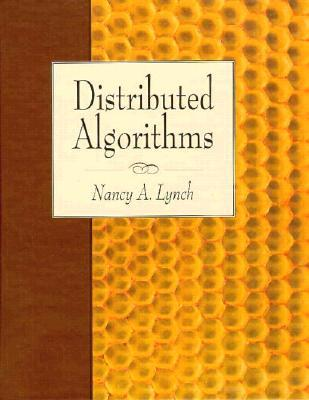 Distributed
Algorithms
Nancy A. Lynch